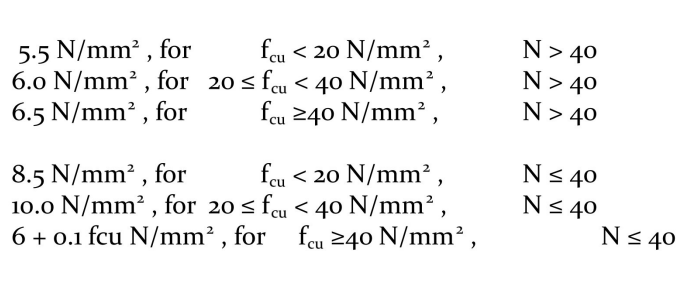 5.5 N/mm² , for f_cu < 20 N/mm² , N > 40
6.0 N/mm² , for 20 ≤ f_cu < 40 N/mm² , N > 40
6.5 N/mm² , for f_cu ≥40 N/mm² , N > 40
8.5 N/mm² , for f_cu < 20 N/mm² , N ≤ 40
10.0 N/mm² , for 20 ≤ f_cu < 40 N/mm² , N ≤ 40
6 + 0.1 fcu N/mm² , for f_cu ≥40 N/mm² , N ≤ 40